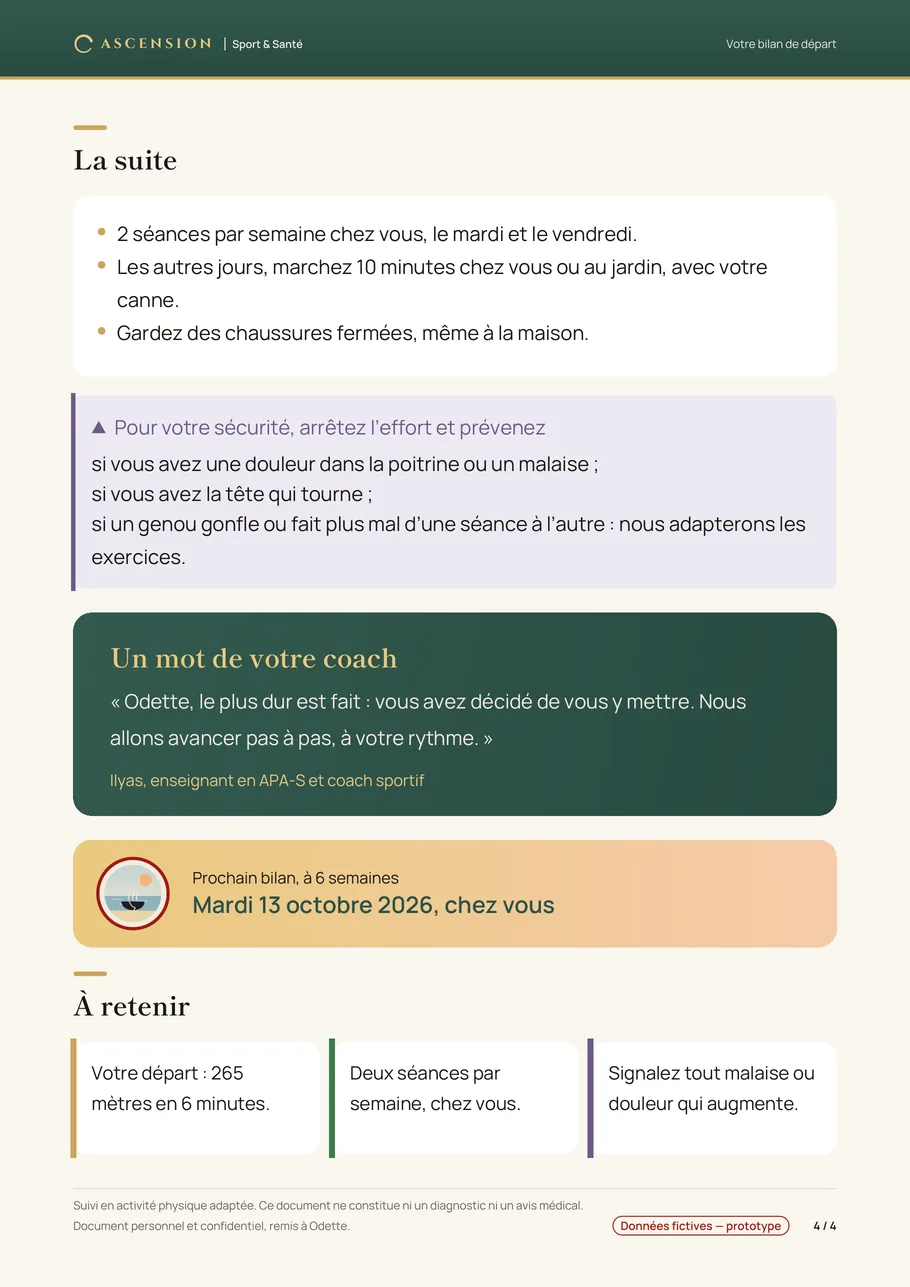 ASCENSION | Sport & Santé
Votre bilan de départ
La suite
2 séances par semaine chez vous, le mardi et le vendredi.
Les autres jours, marchez 10 minutes chez vous ou au jardin, avec votre
canne.
Gardez des chaussures fermées, même à la maison.
▲ Pour votre sécurité, arrêtez l’effort et prévenez
si vous avez une douleur dans la poitrine ou un malaise ;
si vous avez la tête qui tourne ;
si un genou gonfle ou fait plus mal d’une séance à l’autre : nous adapterons les
exercices.
Un mot de votre coach
« Odette, le plus dur est fait : vous avez décidé de vous y mettre. Nous
allons avancer pas à pas, à votre rythme. »
Ilyas, enseignant en APA-S et coach sportif
Prochain bilan, à 6 semaines
Mardi 13 octobre 2026, chez vous
À retenir
Votre départ : 265
mètres en 6 minutes.
Deux séances par
semaine, chez vous.
Signalez tout malaise ou
douleur qui augmente.
Suivi en activité physique adaptée. Ce document ne constitue ni un diagnostic ni un avis médical.
Document personnel et confidentiel, remis à Odette.
Données fictives — prototype
4 / 4